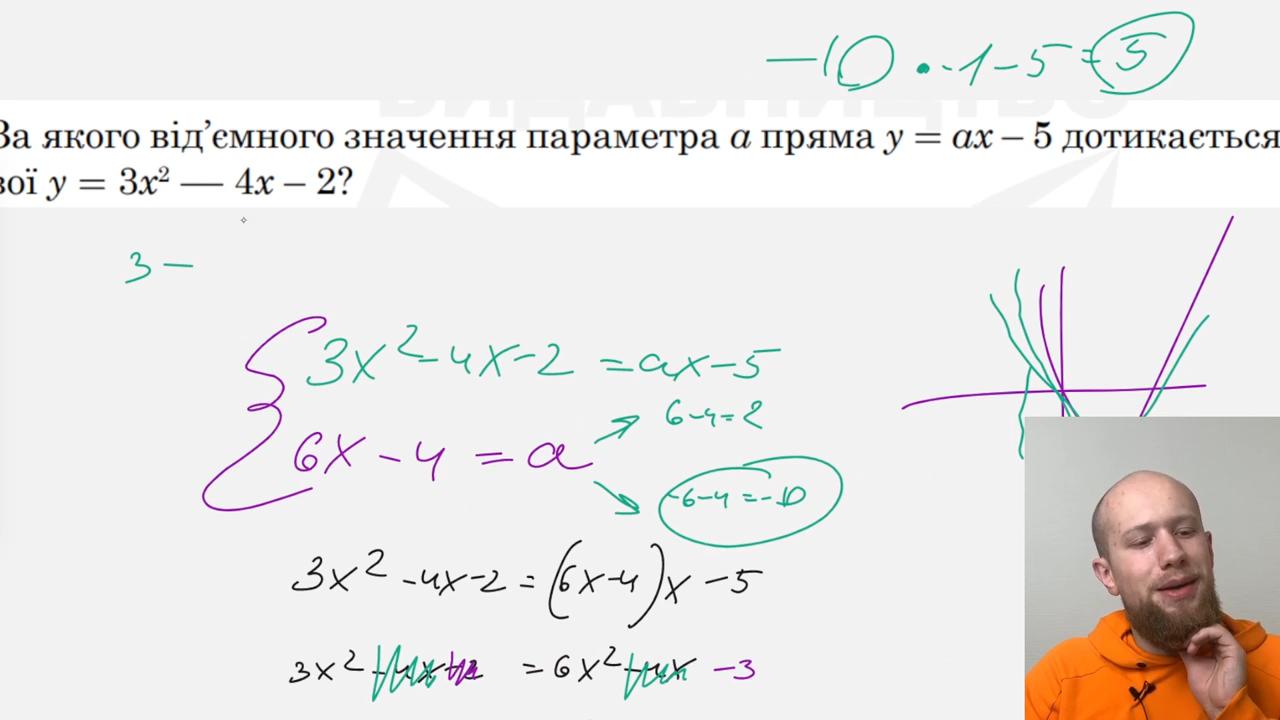 −10 · −1 − 5 = 5
За якого від’ємного значення параметра a пряма y = ax – 5 дотикається
вої y = 3x² — 4x – 2?
3 −
3x² − 4x − 2 = ax − 5
6 − 4 = 2
6x − 4 = a
−6 − 4 = −10
3x² − 4x − 2 = (6x − 4)x − 5
3x² = 6x² − 4x − 3